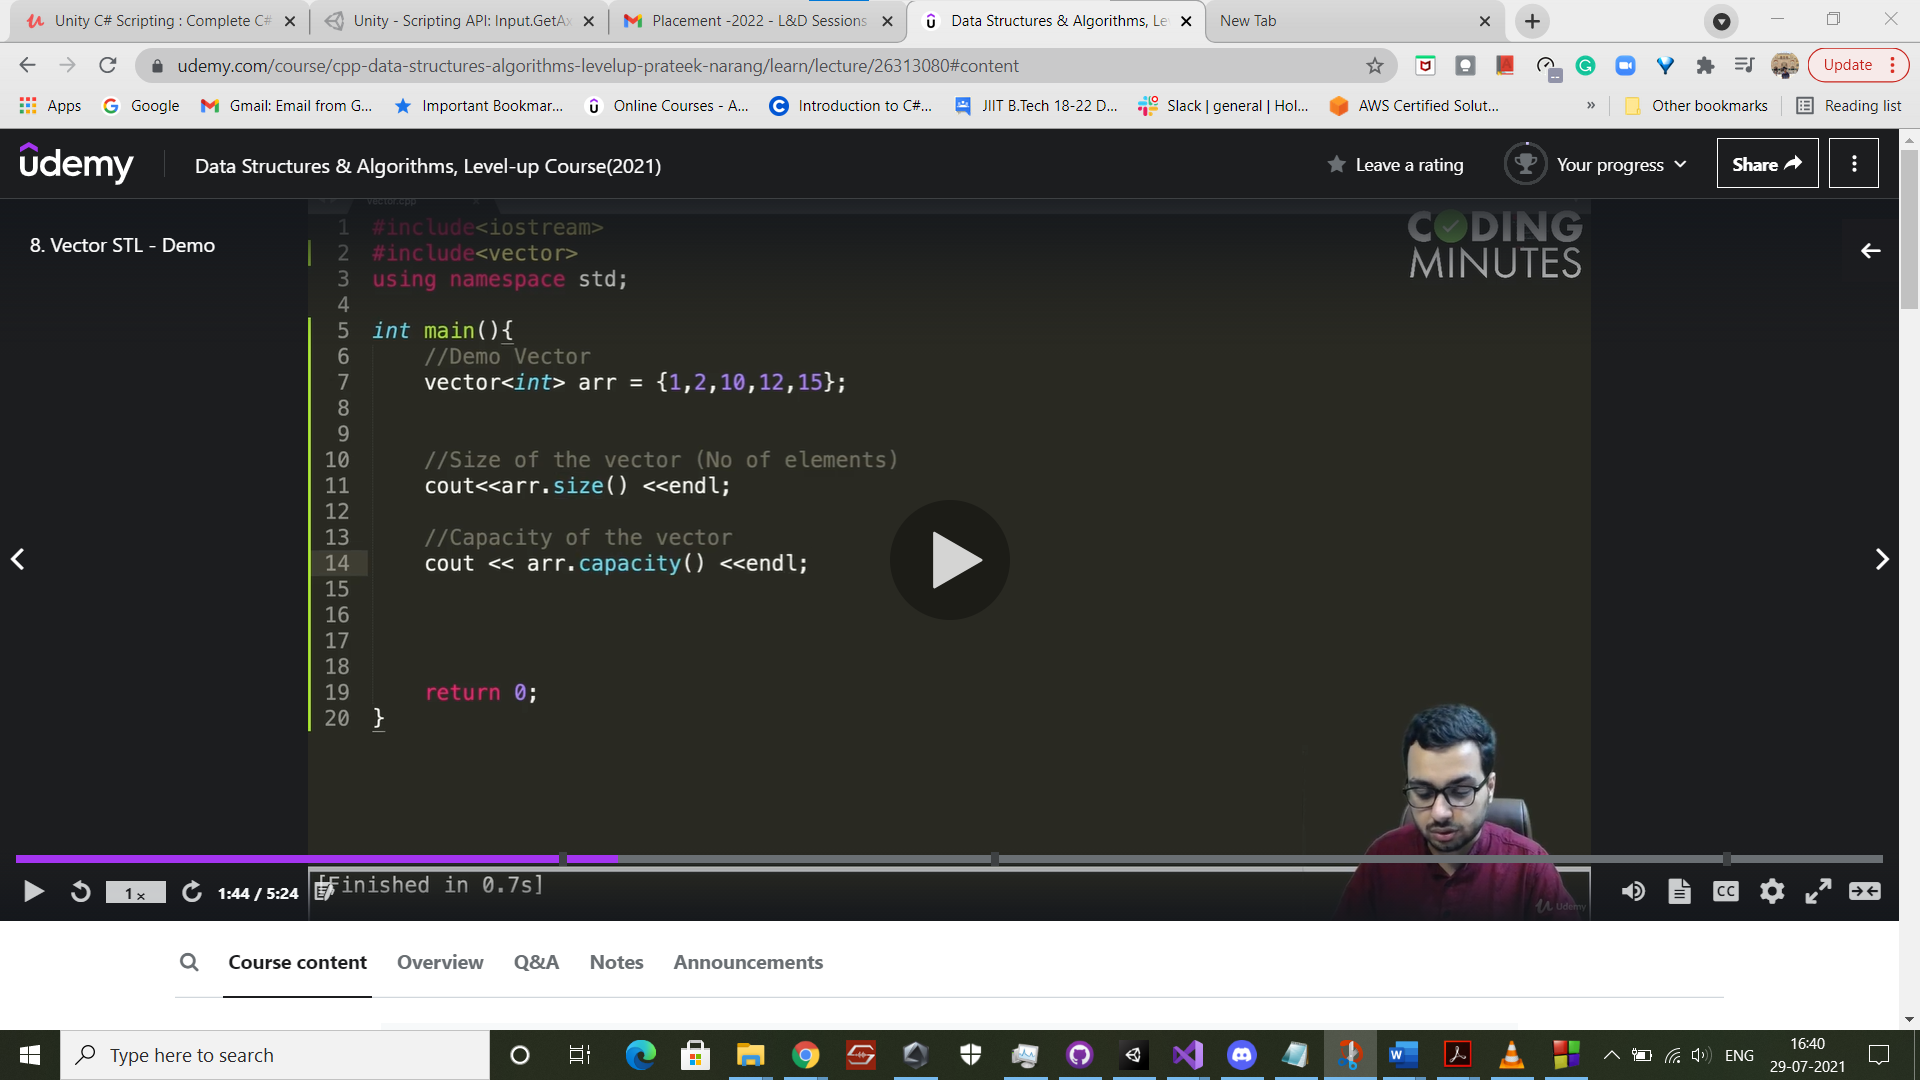 Unity C# Scripting : Complete C#
Unity - Scripting API: Input.GetAx
Placement -2022 - L&D Sessions
Data Structures & Algorithms, Le
New Tab
udemy.com/course/cpp-data-structures-algorithms-levelup-prateek-narang/learn/lecture/26313080#content
Update
Apps
Google
Gmail: Email from G...
Important Bookmar...
Online Courses - A...
Introduction to C#...
JIIT B.Tech 18-22 D...
Slack | general | Hol...
AWS Certified Solut...
»
Other bookmarks
Reading list
udemy
Data Structures & Algorithms, Level-up Course(2021)
Leave a rating
Your progress
Share
8. Vector STL - Demo
vector.cpp
CODING
MINUTES
1 #include<iostream>
2 #include<vector>
3 using namespace std;
4
5 int main(){
6 //Demo Vector
7 vector<int> arr = {1,2,10,12,15};
8
9
10 //Size of the vector (No of elements)
11 cout<<arr.size() <<endl;
12
13 //Capacity of the vector
14 cout << arr.capacity() <<endl;
15
16
17
18
19 return 0;
20 }
1 x
1:44 / 5:24
[Finished in 0.7s]
CC
Udemy
Course content
Overview
Q&A
Notes
Announcements
Type here to search
ENG
16:40
29-07-2021